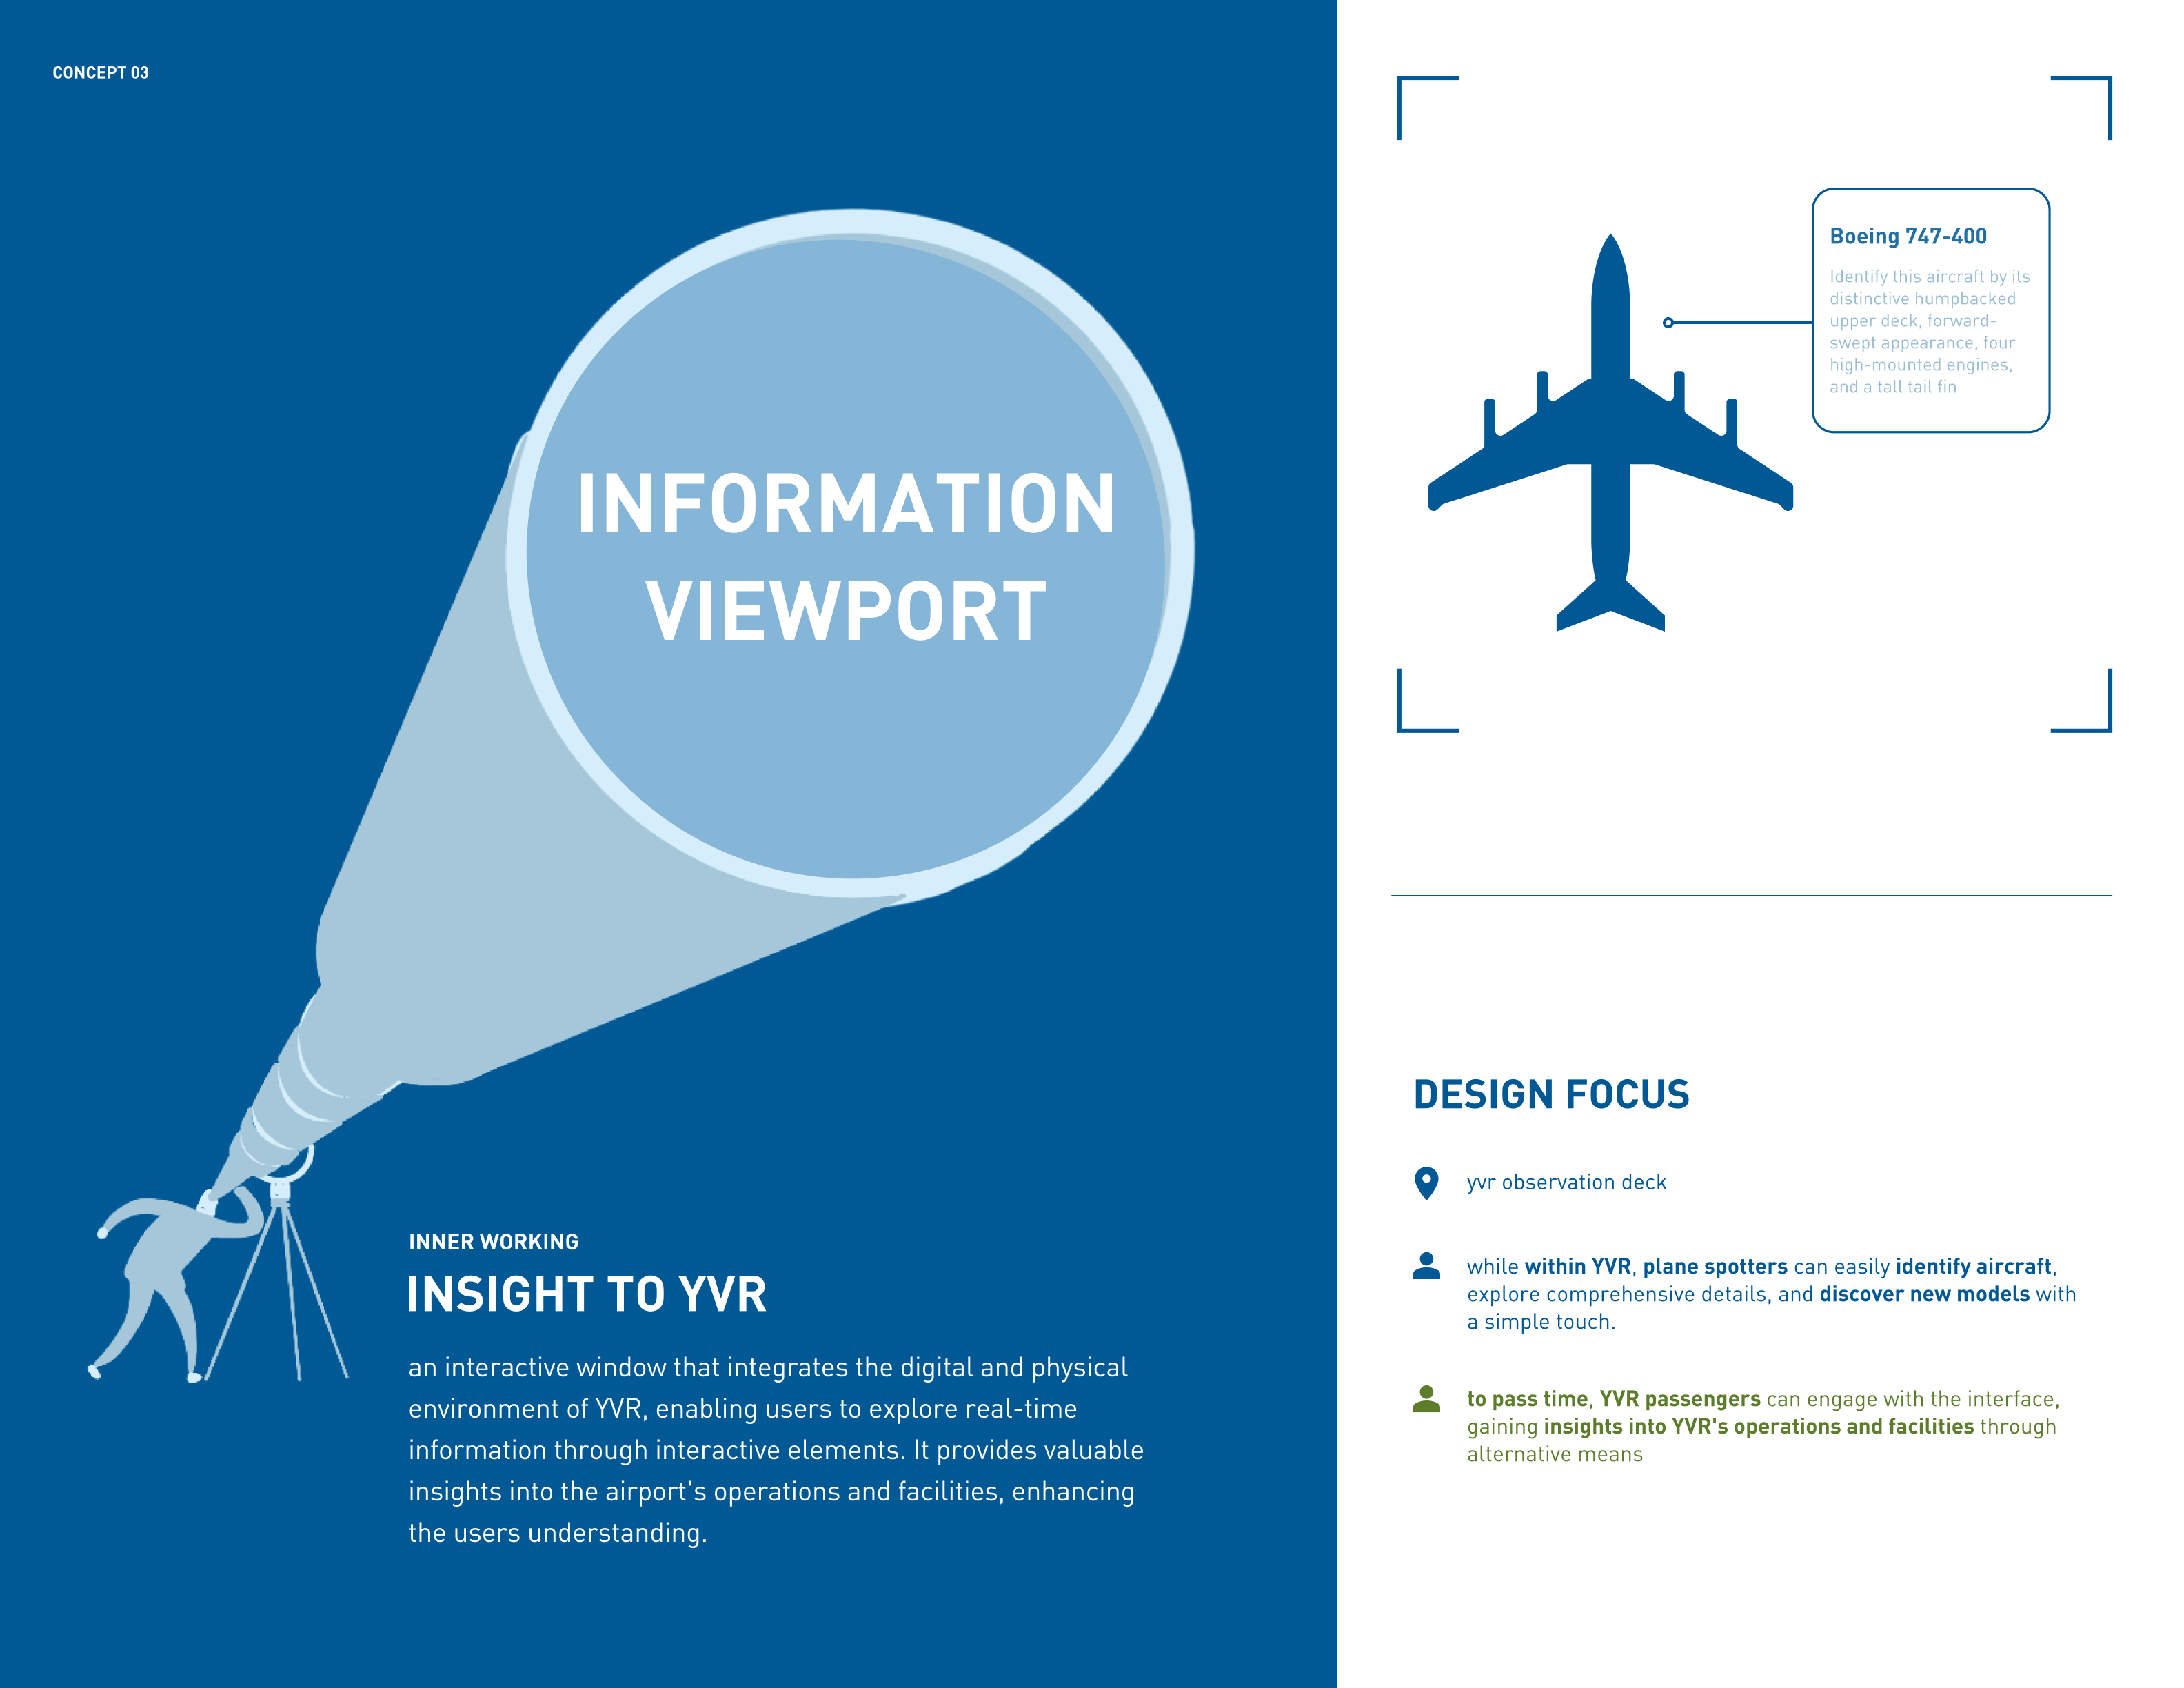 CONCEPT 03
INFORMATION
VIEWPORT
INNER WORKING
INSIGHT TO YVR
an interactive window that integrates the digital and physical
environment of YVR, enabling users to explore real-time
information through interactive elements. It provides valuable
insights into the airport's operations and facilities, enhancing
the users understanding.
Boeing 747-400
Identify this aircraft by its
distinctive humpbacked
upper deck, forward-
swept appearance, four
high-mounted engines,
and a tall tail fin
DESIGN FOCUS
yvr observation deck
while within YVR, plane spotters can easily identify aircraft,
explore comprehensive details, and discover new models with
a simple touch.
to pass time, YVR passengers can engage with the interface,
gaining insights into YVR's operations and facilities through
alternative means